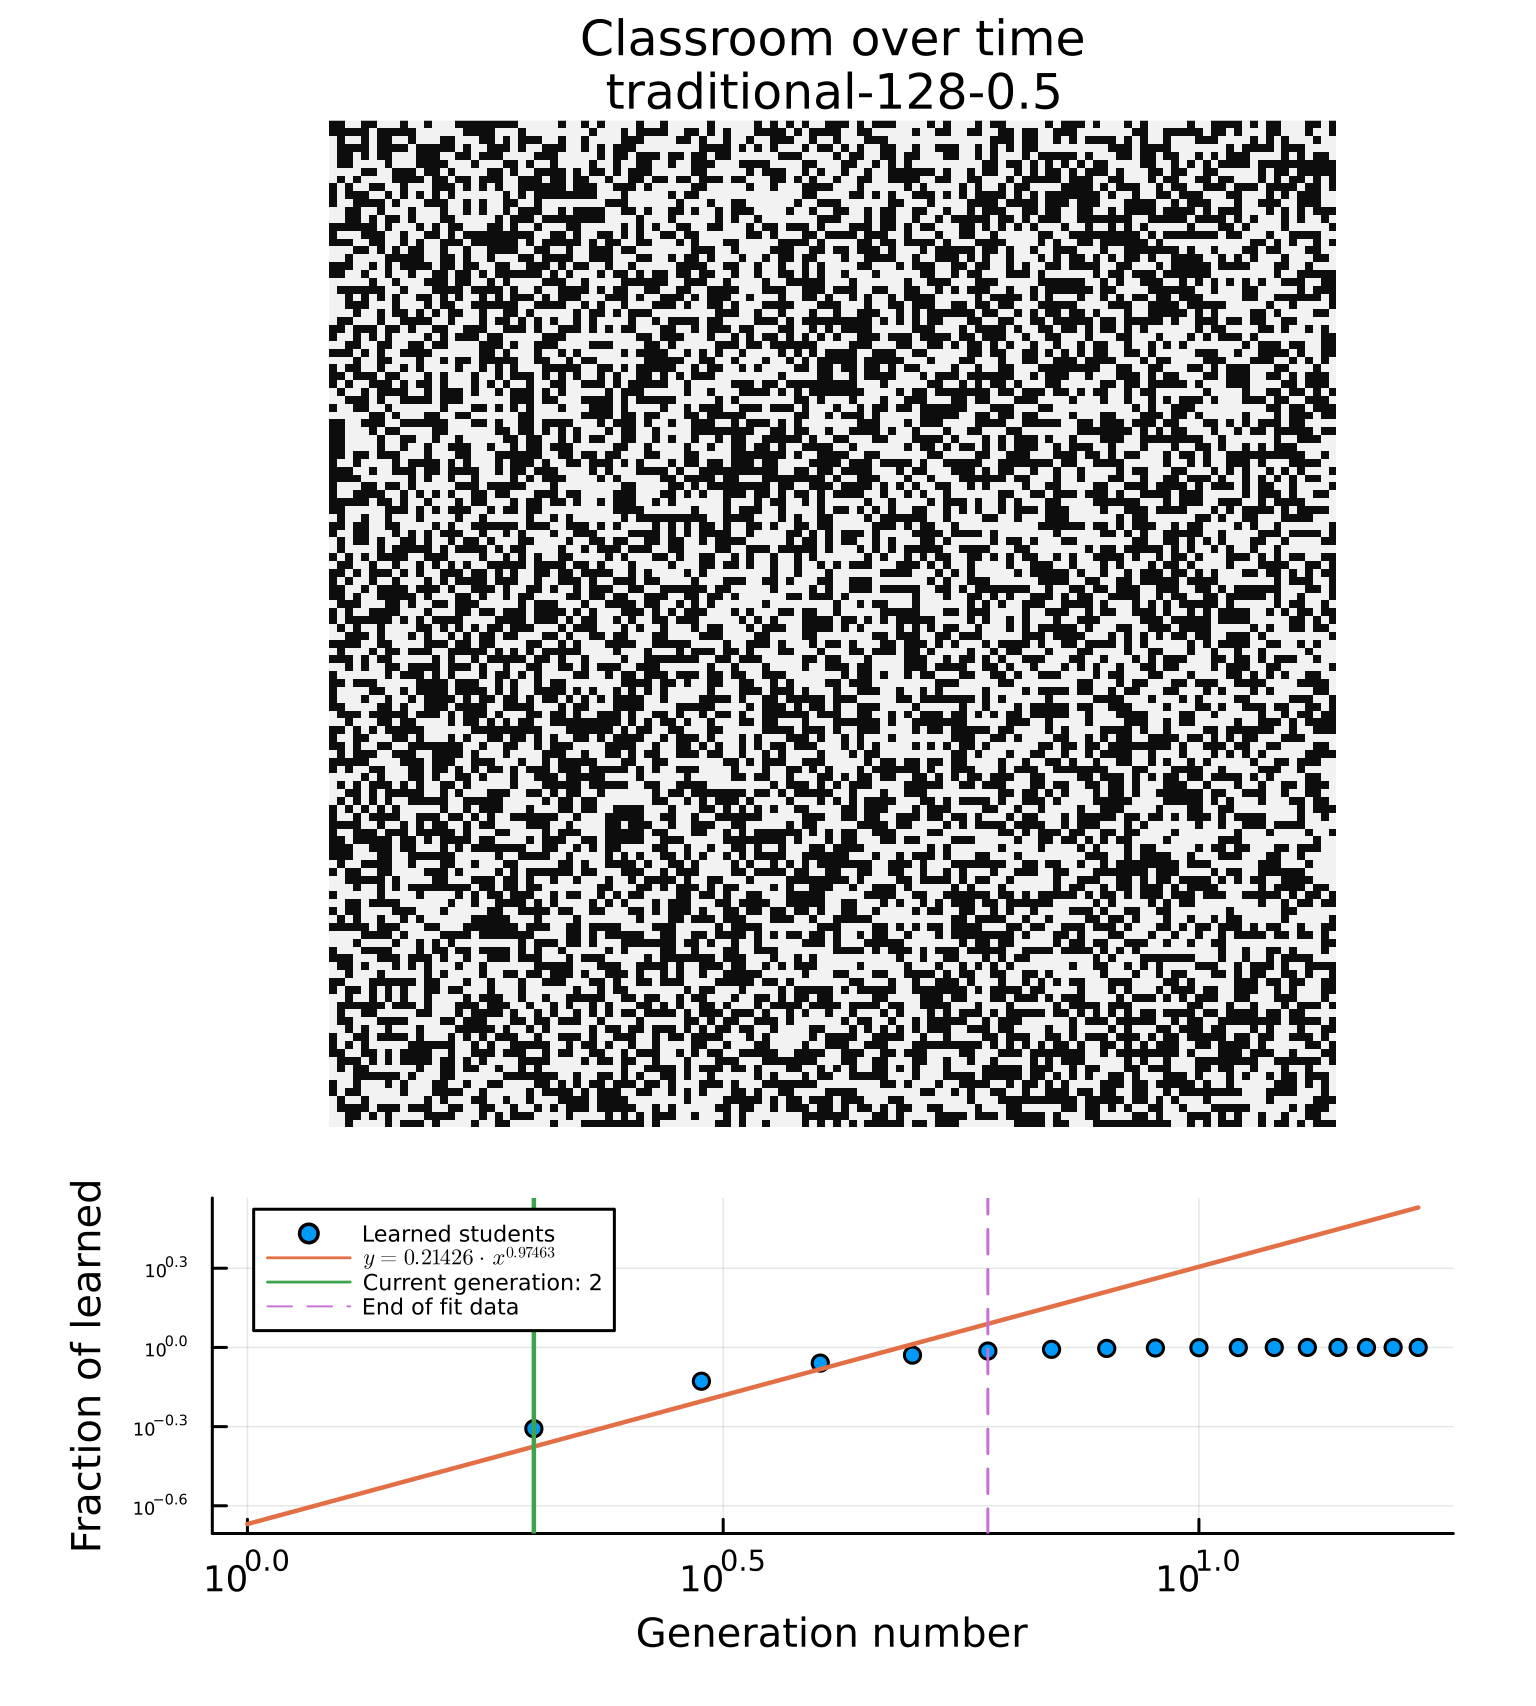 Classroom over time
traditional-128-0.5
Fraction of learned
10^0.3
10^0.0
10^−0.3
10^−0.6
Learned students
y = 0.21426 · x^0.97463
Current generation: 2
End of fit data
10^0.0 10^0.5 10^1.0
Generation number